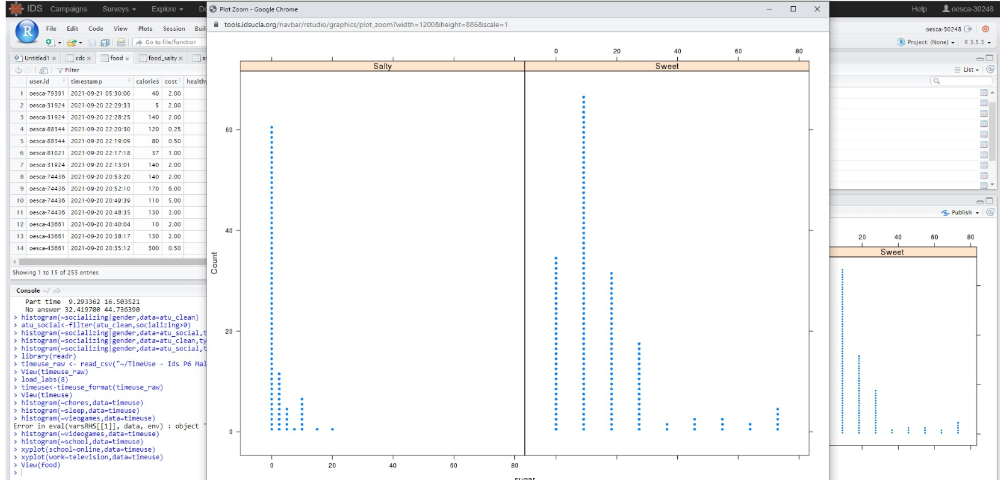 IDS Campaigns Surveys Explore
Plot Zoom - Google Chrome
Help oesca-30248
tools.idsucla.org/navbar/rstudio/graphics/plot_zoom?width=1200&height=886&scale=1
R File Edit Code View Plots Session
oesca-30248
Go to file/function
Project: (None) R 3.5.3
Untitled1 cdc food food_salty
Filter
List
user.id timestamp calories cost healthy
1 oesca-79391 2021-09-21 05:30:00 40 2.00
2 oesca-31924 2021-09-20 22:29:33 5 2.00
3 oesca-31924 2021-09-20 22:28:25 140 2.00
4 oesca-88344 2021-09-20 22:20:30 120 0.25
5 oesca-88344 2021-09-20 22:19:09 80 0.50
6 oesca-81021 2021-09-20 22:17:18 37 1.00
7 oesca-31924 2021-09-20 22:13:01 140 2.00
8 oesca-74436 2021-09-20 20:53:20 140 2.00
9 oesca-74436 2021-09-20 20:52:10 170 6.00
10 oesca-74436 2021-09-20 20:49:39 110 5.00
11 oesca-74436 2021-09-20 20:48:35 130 3.00
12 oesca-43661 2021-09-20 20:40:04 10 2.00
13 oesca-43661 2021-09-20 20:38:17 130 2.00
14 oesca-43661 2021-09-20 20:35:12 300 0.50
Showing 1 to 15 of 255 entries
Console ~/
Part time 9.293362 16.503521
No answer 32.419700 44.736390
> histogram(~socializing|gender,data=atu_clean)
> atu_social<-filter(atu_clean,socializing>0)
> histogram(~socializing|gender,data=atu_social,t
> histogram(~socializing|gender,data=atu_clean,ty
> histogram(~socializing|gender,data=atu_social,t
> library(readr)
> timeuse_raw <- read_csv("~/TimeUse - Ids P6 Mal
> View(timeuse_raw)
> load_labs(8)
> timeuse<-timeuse_format(timeuse_raw)
> View(timeuse)
> histogram(~chores,data=timeuse)
> histogram(~sleep,data=timeuse)
> histogram(~vieogames,data=timeuse)
Error in eval(varsRHS[[1]], data, env) : object '
> histogram(~videogames,data=timeuse)
> histogram(~school,data=timeuse)
> xyplot(school~online,data=timeuse)
> xyplot(work~television,data=timeuse)
> View(food)
>
0 20 40 60 80
Salty Sweet
60
40
20
0
Count
0 20 40 60 80
sugar
Publish
20 40 60 80
Sweet